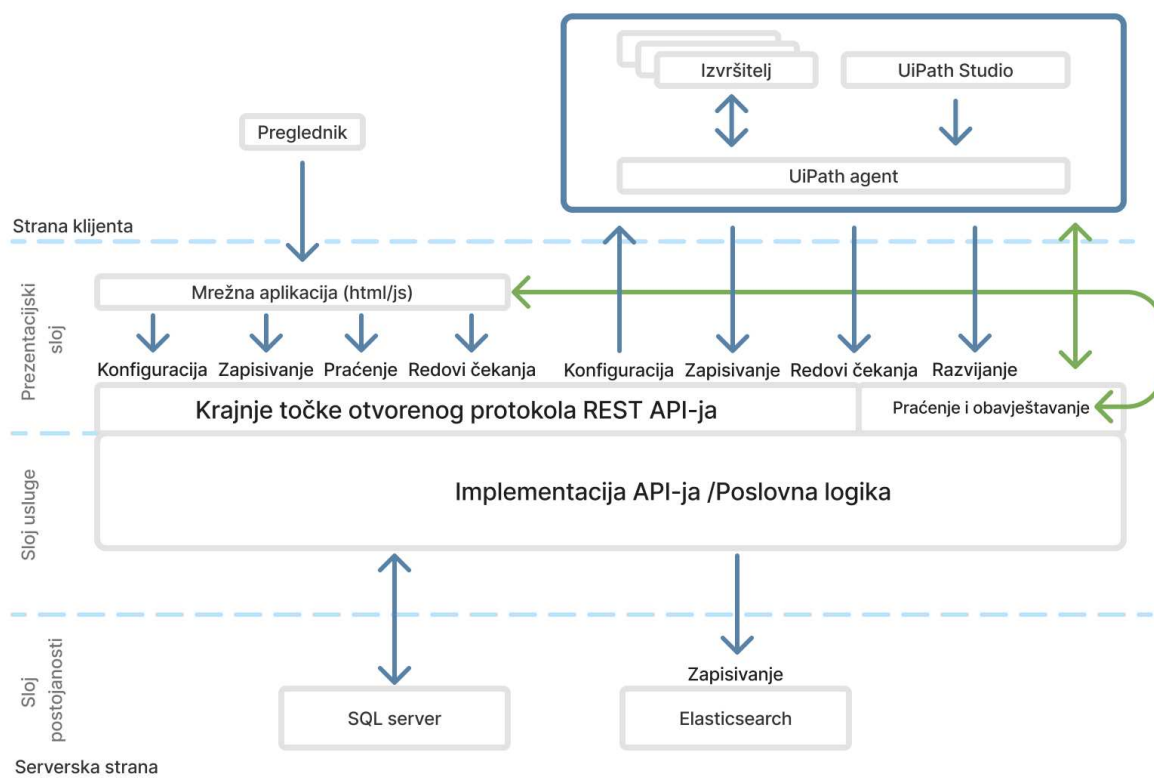 Izvršitelj
UiPath Studio
Preglednik
UiPath agent
Strana klijenta
Prezentacijski
sloj
Mrežna aplikacija (html/js)
Konfiguracija
Zapisivanje
Praćenje
Redovi čekanja
Konfiguracija
Zapisivanje
Redovi čekanja
Razvijanje
Krajnje točke otvorenog protokola REST API-ja
Praćenje i obavještavanje
Sloj usluge
Implementacija API-ja /Poslovna logika
Sloj
postojanosti
Zapisivanje
SQL server
Elasticsearch
Serverska strana